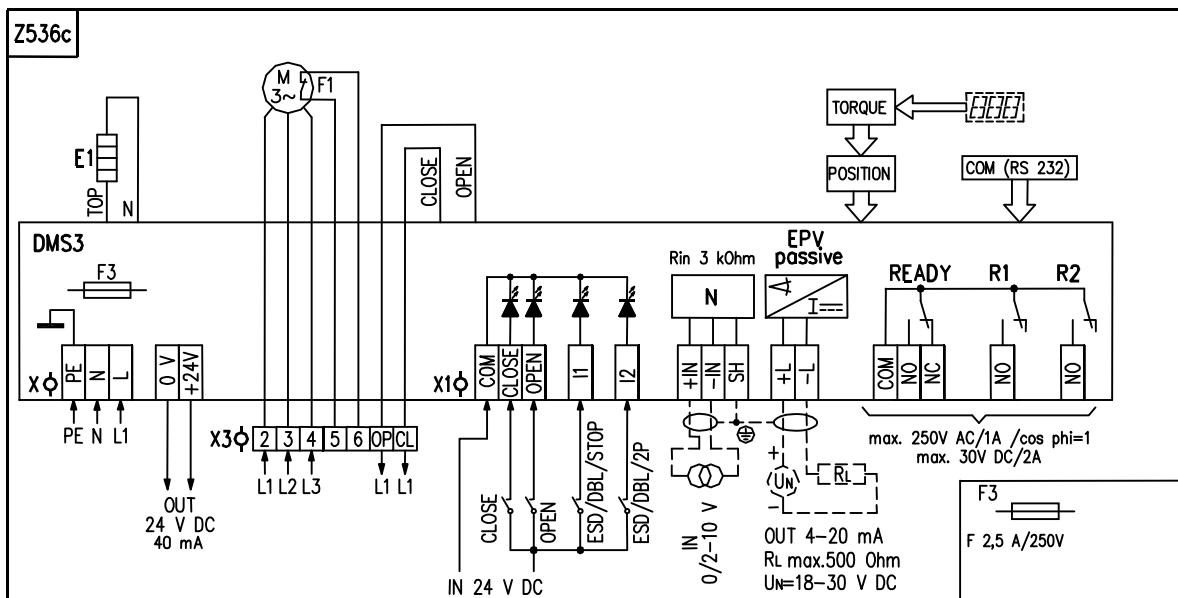 Z536c
M
3~
F1
E1
TOP
N
CLOSE
OPEN
TORQUE
POSITION
COM (RS 232)
DMS3
F3
Rin 3 kOhm
N
EPV
passive
I
READY
R1
R2
X
PE
N
L
0 V
+24V
X1
COM
CLOSE
OPEN
I1
I2
+IN
-IN
SH
+L
-L
COM
NO
NC
NO
NO
PE N L1
X3
2
3
4
5
6
OP
CL
L1 L2 L3
L1 L1
OUT
24 V DC
40 mA
CLOSE
OPEN
ESD/DBL/STOP
ESD/DBL/2P
IN 24 V DC
IN
0/2-10 V
+
UN
-
RL
OUT 4-20 mA
RL max.500 Ohm
UN=18-30 V DC
max. 250V AC/1A /cos phi=1
max. 30V DC/2A
F3
F 2,5 A/250V